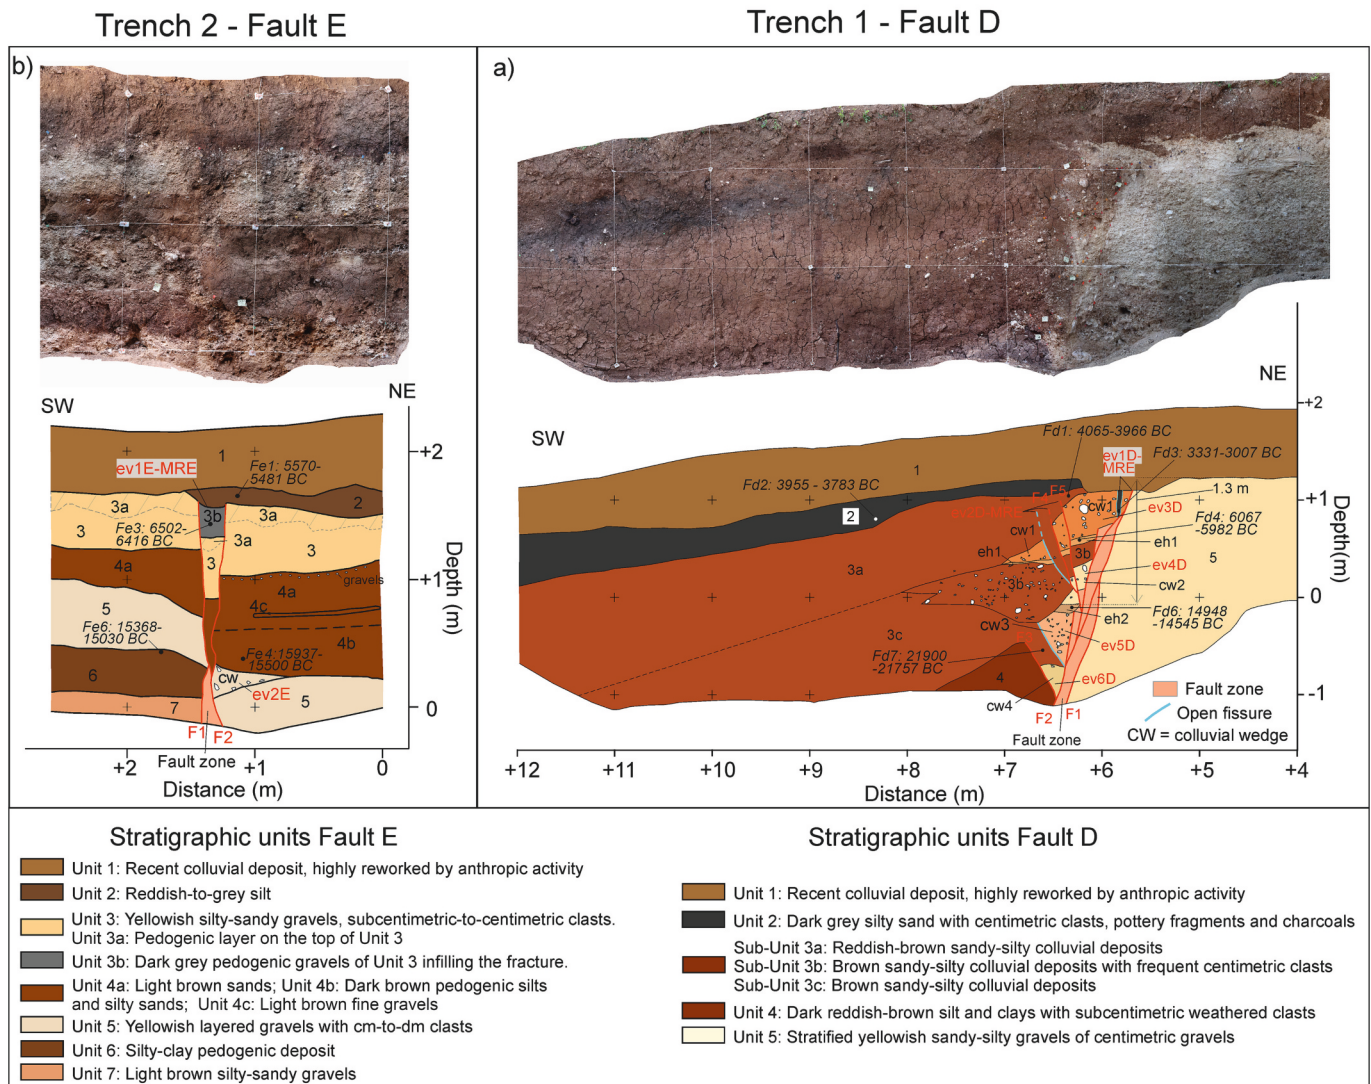 Trench 2 - Fault E
Trench 1 - Fault D
b)
SW
NE
ev1E-MRE
1
Fe1: 5570-
5481 BC
3a
3b
3a
2
Fe3: 6502-
6416 BC
3
3a
3
3
gravels
4a
4a
4c
5
4b
Fe6: 15368-
15030 BC
Fe4:15937-
15500 BC
cw
ev2E
6
5
7
F1
F2
Fault zone
+2
+1
0
Depth (m)
+2
+1
0
Distance (m)
a)
SW
NE
Fd1: 4065-3966 BC
ev1D-
MRE
Fd3: 3331-3007 BC
1
Fd2: 3955 - 3783 BC
F5
1.3 m
2
cw1
ev3D
cw1
Fd4: 6067
-5982 BC
eh1
eh1
3b
5
3a
ev4D
3b
cw2
cw3
Fd6: 14948
-14545 BC
eh2
3c
ev5D
Fd7: 21900
-21757 BC
4
ev6D
cw4
F2
F1
Fault zone
Fault zone
Open fissure
CW = colluvial wedge
+2
+1
0
-1
Depth(m)
+12
+11
+10
+9
+8
+7
+6
+5
+4
Distance (m)
Stratigraphic units Fault E
Unit 1: Recent colluvial deposit, highly reworked by anthropic activity
Unit 2: Reddish-to-grey silt
Unit 3: Yellowish silty-sandy gravels, subcentimetric-to-centimetric clasts.
Unit 3a: Pedogenic layer on the top of Unit 3
Unit 3b: Dark grey pedogenic gravels of Unit 3 infilling the fracture.
Unit 4a: Light brown sands; Unit 4b: Dark brown pedogenic silts
and silty sands; Unit 4c: Light brown fine gravels
Unit 5: Yellowish layered gravels with cm-to-dm clasts
Unit 6: Silty-clay pedogenic deposit
Unit 7: Light brown silty-sandy gravels
Stratigraphic units Fault D
Unit 1: Recent colluvial deposit, highly reworked by anthropic activity
Unit 2: Dark grey silty sand with centimetric clasts, pottery fragments and charcoals
Sub-Unit 3a: Reddish-brown sandy-silty colluvial deposits
Sub-Unit 3b: Brown sandy-silty colluvial deposits with frequent centimetric clasts
Sub-Unit 3c: Brown sandy-silty colluvial deposits
Unit 4: Dark reddish-brown silt and clays with subcentimetric weathered clasts
Unit 5: Stratified yellowish sandy-silty gravels of centimetric gravels